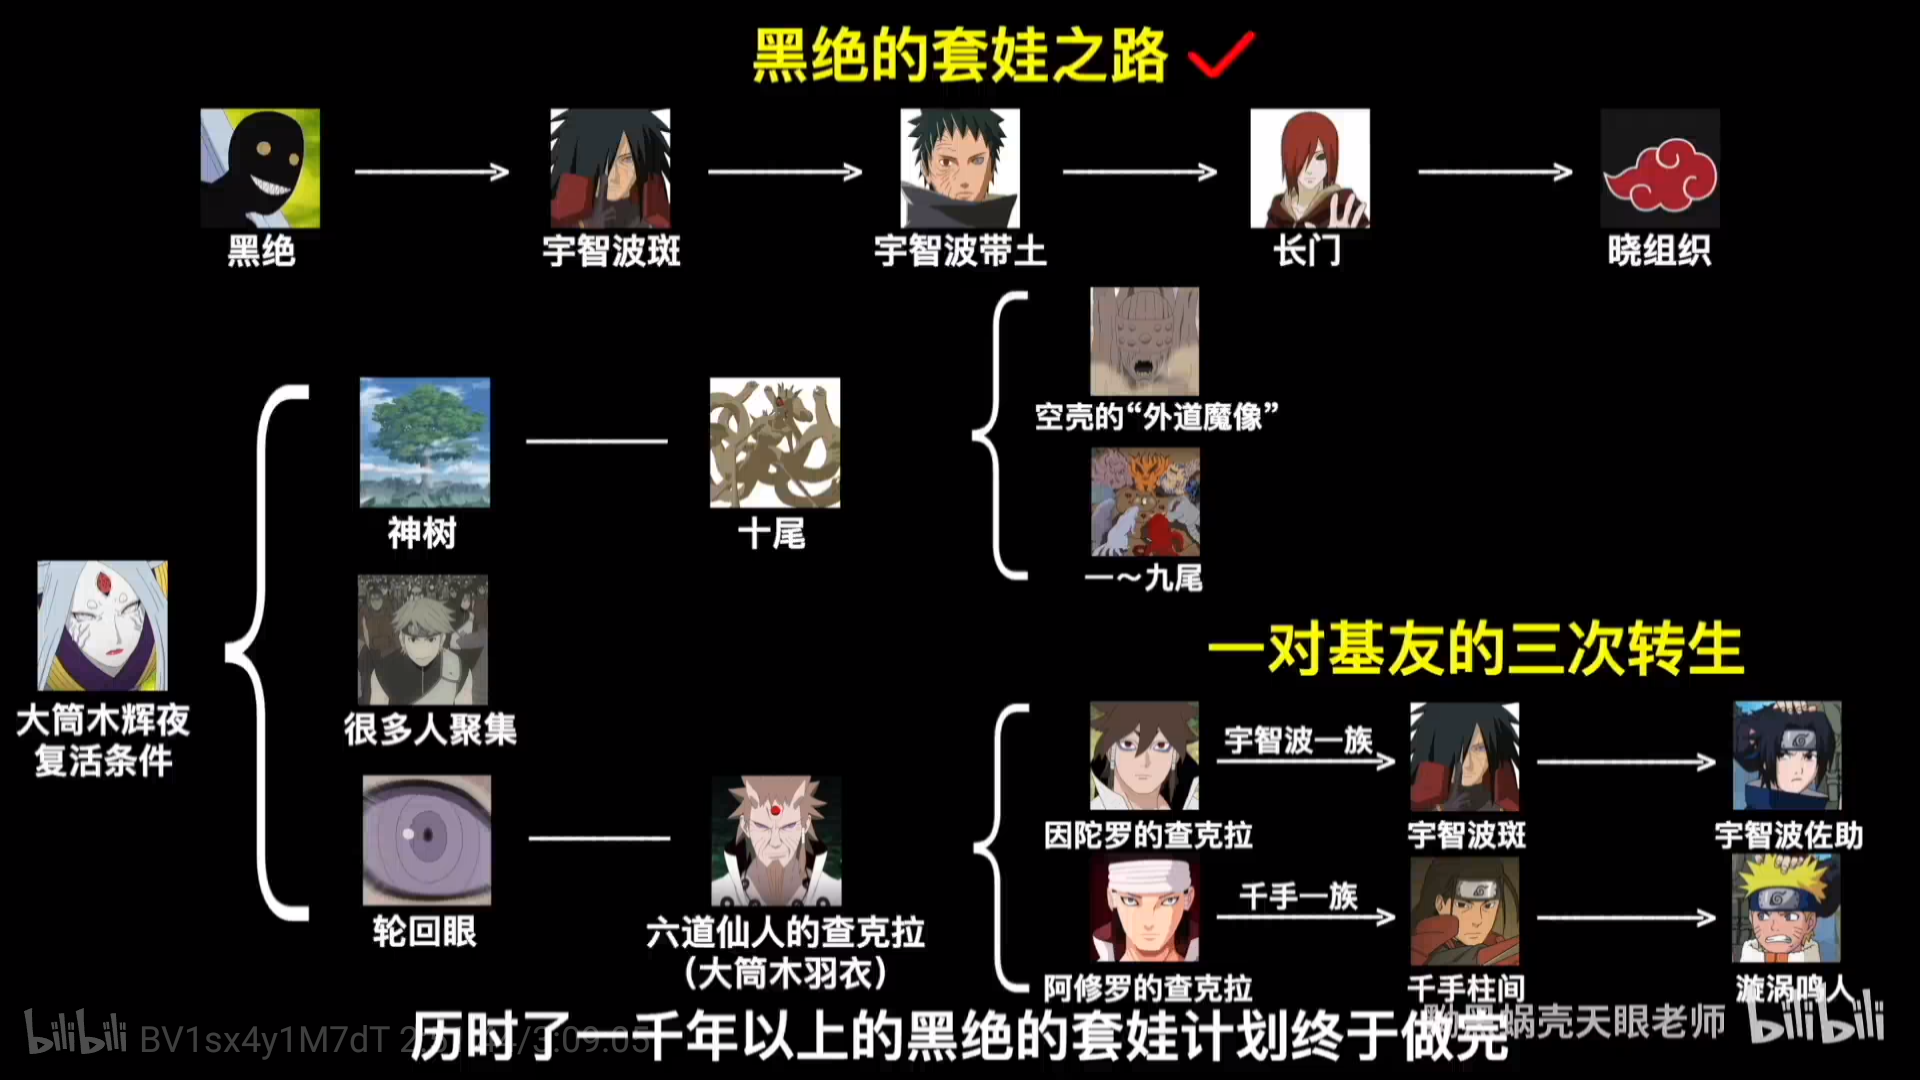 黑绝的套娃之路
黑绝
宇智波斑
宇智波带土
长门
晓组织
空壳的“外道魔像”
神树
十尾
一～九尾
一对基友的三次转生
大筒木辉夜
复活条件
很多人聚集
宇智波一族
因陀罗的查克拉
宇智波斑
宇智波佐助
轮回眼
六道仙人的查克拉
（大筒木羽衣）
千手一族
阿修罗的查克拉
千手柱间
漩涡鸣人
历时了一千年以上的黑绝的套娃计划终于做完
bilibili BV1sx4y1M7dT
/3:09:05
蜗壳天眼老师
bilibili